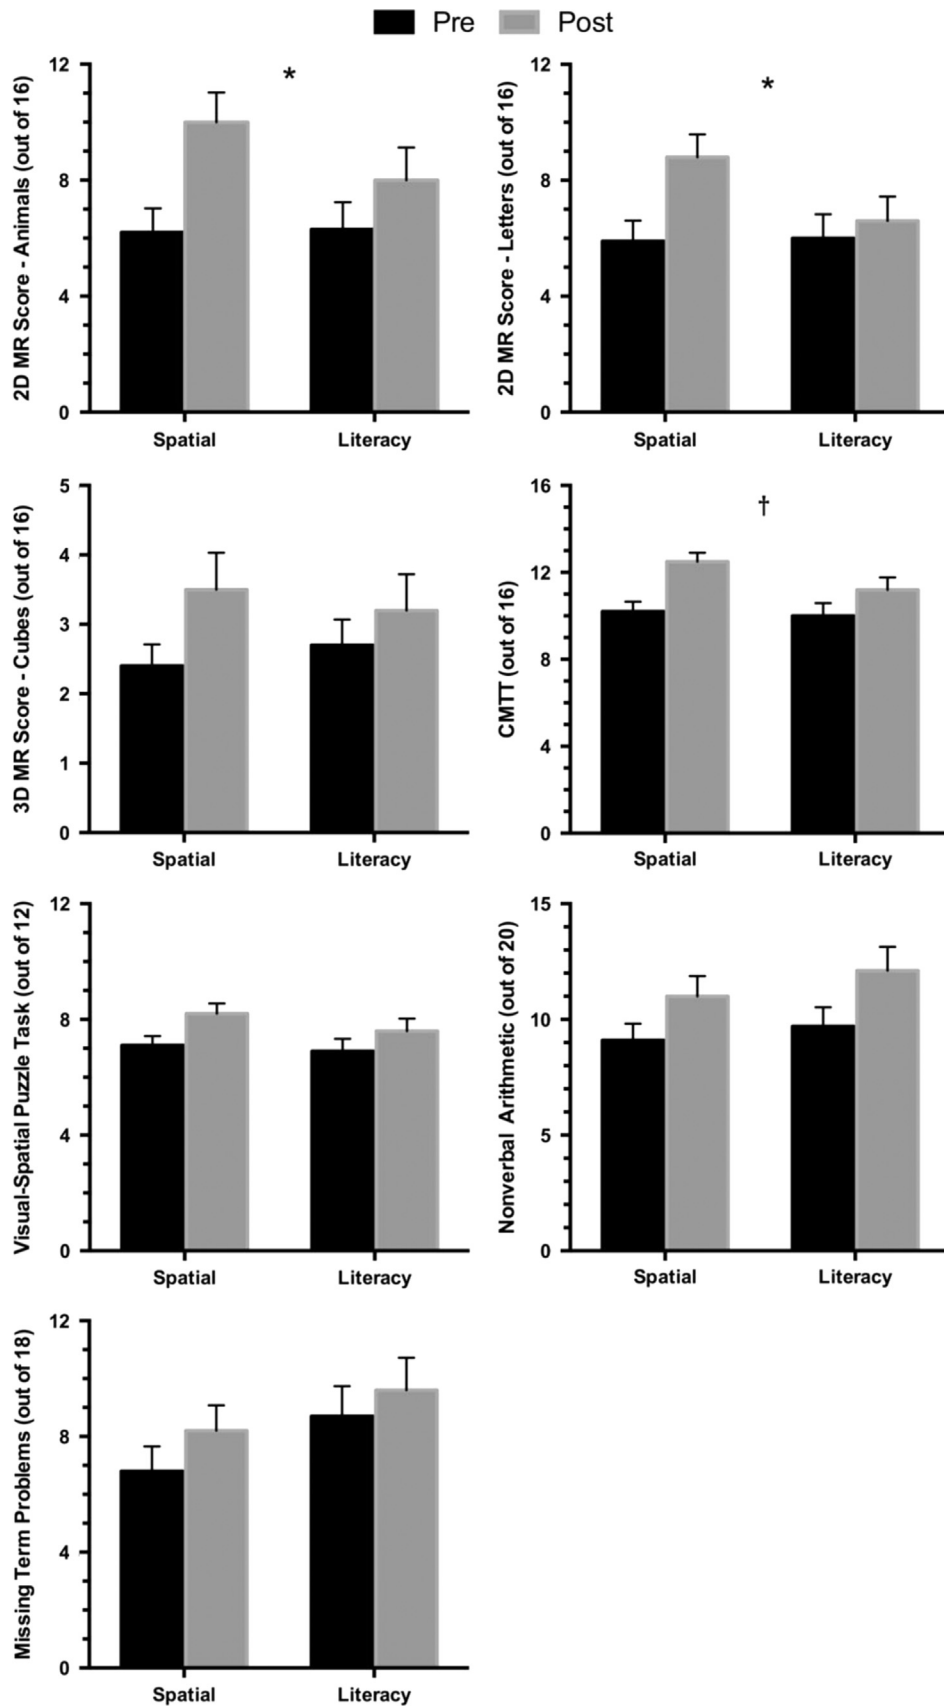 Pre Post
2D MR Score - Animals (out of 16)
12
8
4
0
*
Spatial Literacy
2D MR Score - Letters (out of 16)
12
8
4
0
*
Spatial Literacy
3D MR Score - Cubes (out of 16)
5
4
3
2
1
0
Spatial Literacy
CMTT (out of 16)
16
12
8
4
0
†
Spatial Literacy
Visual-Spatial Puzzle Task (out of 12)
12
8
4
0
Spatial Literacy
Nonverbal Arithmetic (out of 20)
15
10
5
0
Spatial Literacy
Missing Term Problems (out of 18)
12
8
4
0
Spatial Literacy